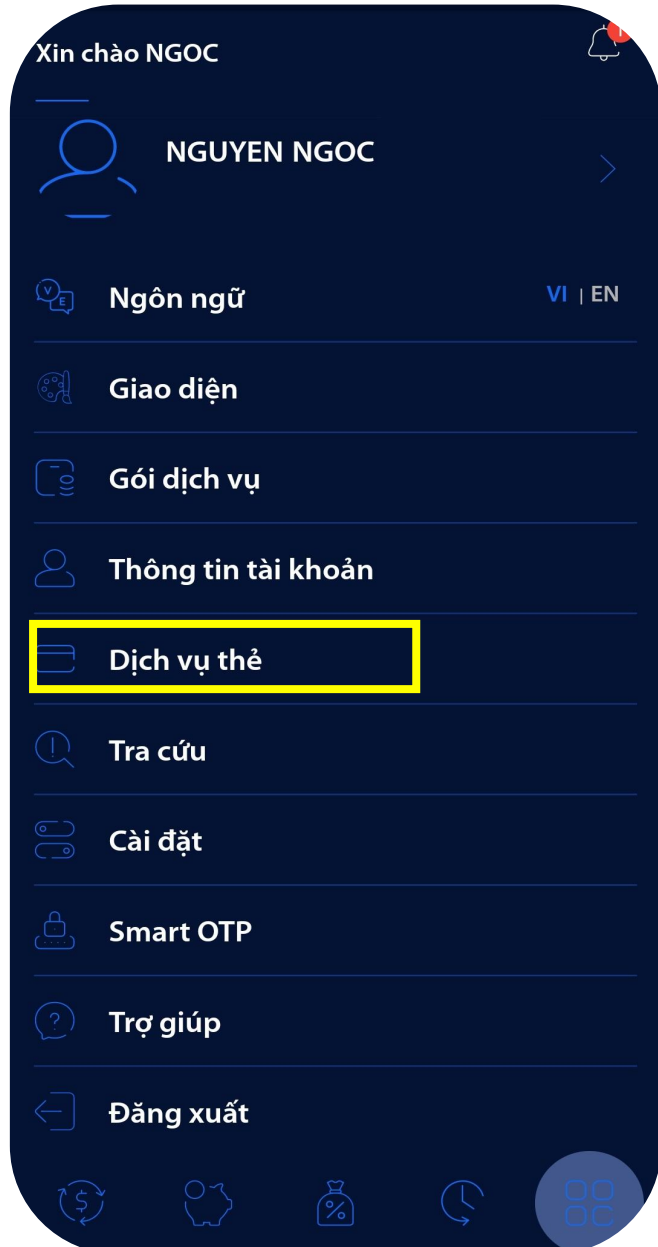 Xin chào NGOC
NGUYEN NGOC
Ngôn ngữ
VI | EN
Giao diện
Gói dịch vụ
Thông tin tài khoản
Dịch vụ thẻ
Tra cứu
Cài đặt
Smart OTP
Trợ giúp
Đăng xuất